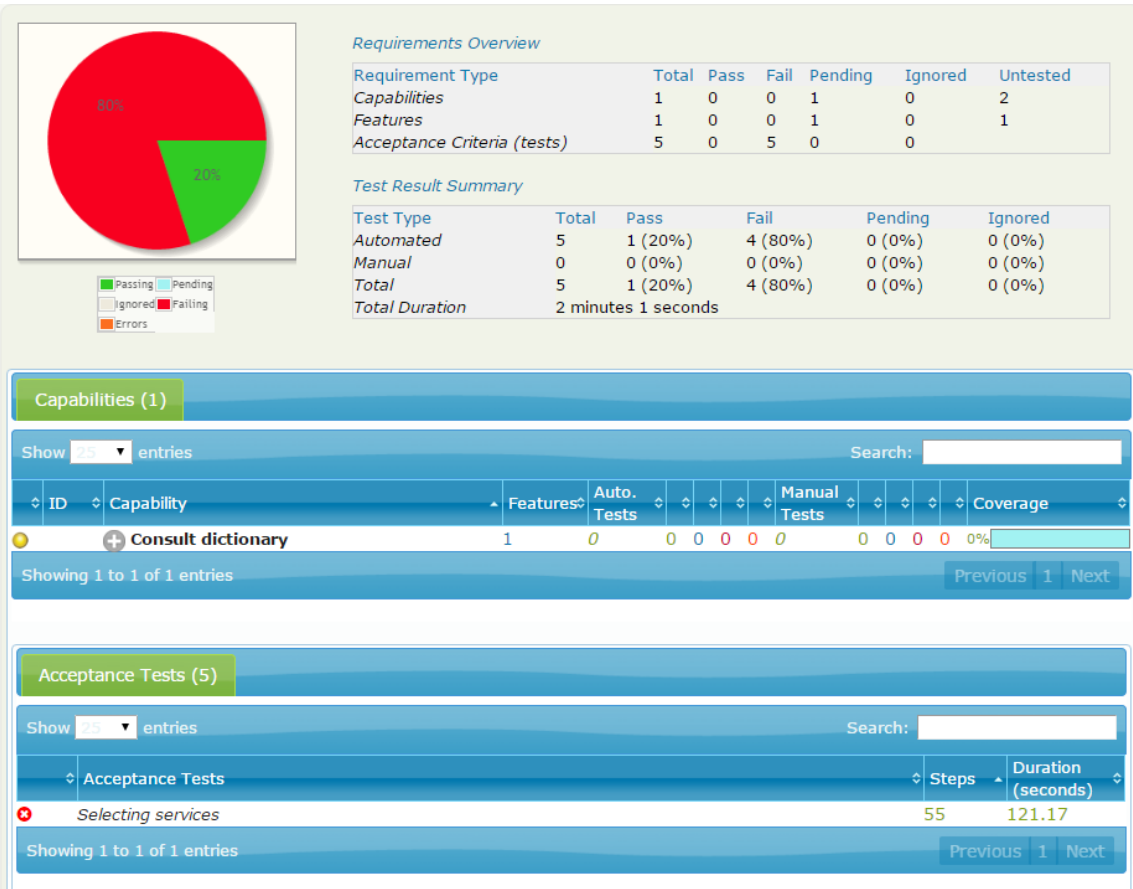 80%
20%
Passing Pending
Ignored Failing
Errors
Requirements Overview
Requirement Type Total Pass Fail Pending Ignored Untested
Capabilities 1 0 0 1 0 2
Features 1 0 0 1 0 1
Acceptance Criteria (tests) 5 0 5 0 0
Test Result Summary
Test Type Total Pass Fail Pending Ignored
Automated 5 1 (20%) 4 (80%) 0 (0%) 0 (0%)
Manual 0 0 (0%) 0 (0%) 0 (0%) 0 (0%)
Total 5 1 (20%) 4 (80%) 0 (0%) 0 (0%)
Total Duration 2 minutes 1 seconds
Capabilities (1)
Show 25 entries Search:
ID Capability Features Auto. Tests Manual Tests Coverage
Consult dictionary 1 0 0 0 0 0 0 0 0 0 0 0%
Showing 1 to 1 of 1 entries Previous 1 Next
Acceptance Tests (5)
Show 25 entries Search:
Acceptance Tests Steps Duration (seconds)
Selecting services 55 121.17
Showing 1 to 1 of 1 entries Previous 1 Next